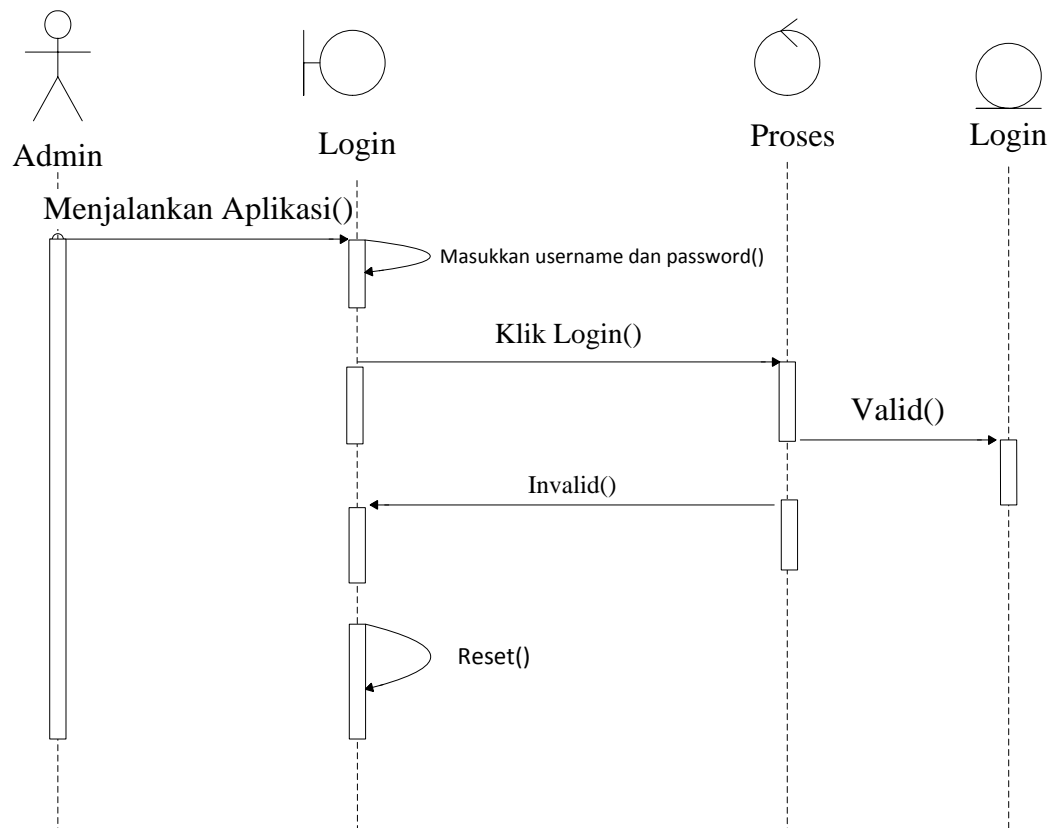 Admin
Login
Proses
Login
Menjalankan Aplikasi()
Masukkan username dan password()
Klik Login()
Valid()
Invalid()
Reset()